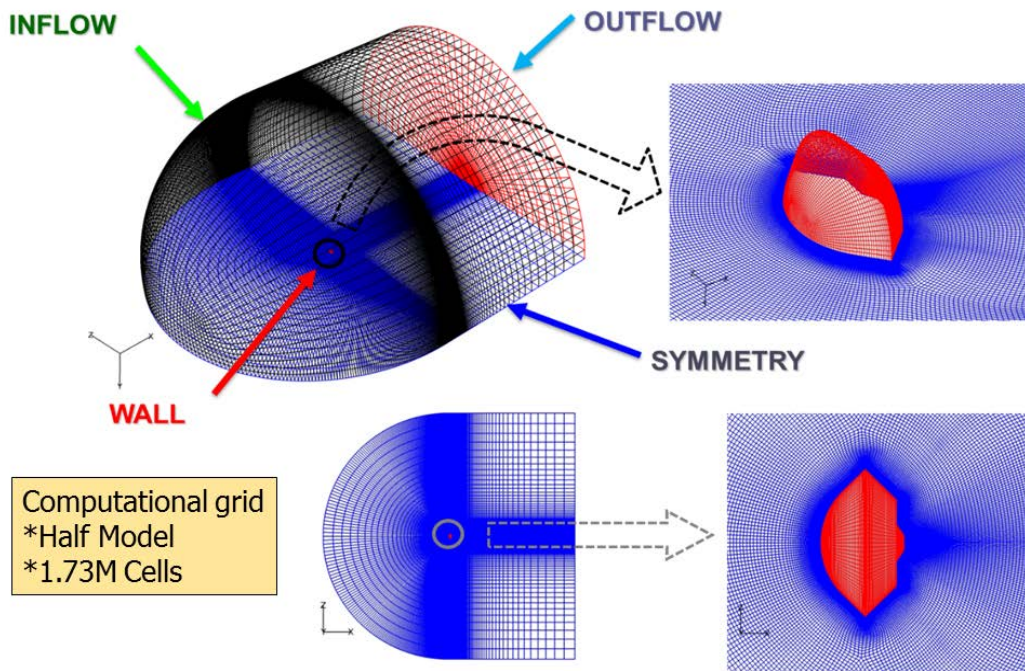 INFLOW
OUTFLOW
z
x
SYMMETRY
WALL
Computational grid
*Half Model
*1.73M Cells
z
x